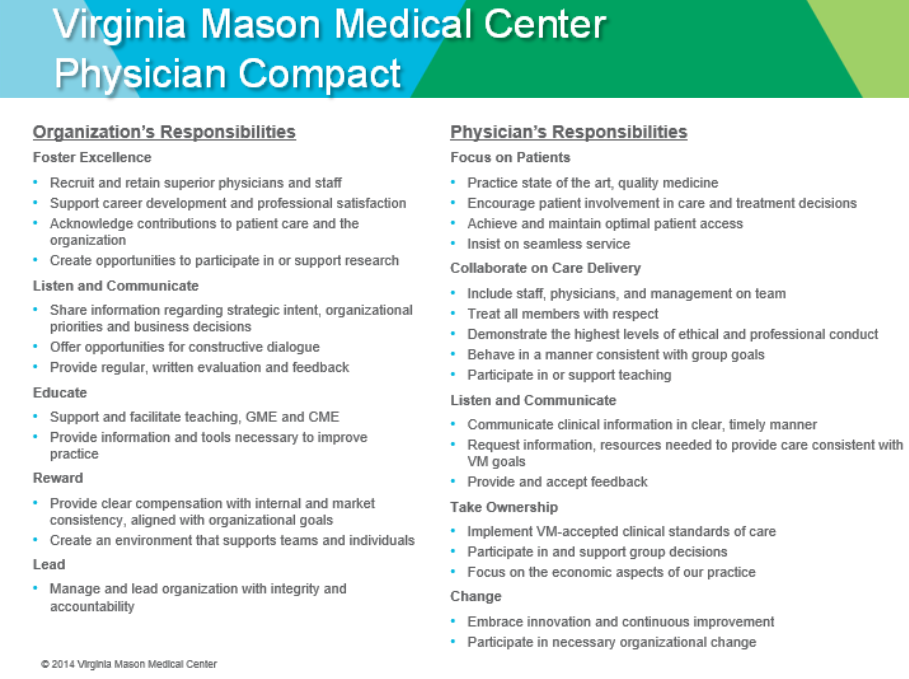 Virginia Mason Medical Center
Physician Compact
Organization's Responsibilities
Foster Excellence
• Recruit and retain superior physicians and staff
• Support career development and professional satisfaction
• Acknowledge contributions to patient care and the
organization
• Create opportunities to participate in or support research
Listen and Communicate
• Share information regarding strategic intent, organizational
priorities and business decisions
• Offer opportunities for constructive dialogue
• Provide regular, written evaluation and feedback
Educate
• Support and facilitate teaching, GME and CME
• Provide information and tools necessary to improve
practice
Reward
• Provide clear compensation with internal and market
consistency, aligned with organizational goals
• Create an environment that supports teams and individuals
Lead
• Manage and lead organization with integrity and
accountability
Physician's Responsibilities
Focus on Patients
• Practice state of the art, quality medicine
• Encourage patient involvement in care and treatment decisions
• Achieve and maintain optimal patient access
• Insist on seamless service
Collaborate on Care Delivery
• Include staff, physicians, and management on team
• Treat all members with respect
• Demonstrate the highest levels of ethical and professional conduct
• Behave in a manner consistent with group goals
• Participate in or support teaching
Listen and Communicate
• Communicate clinical information in clear, timely manner
• Request information, resources needed to provide care consistent with
VM goals
• Provide and accept feedback
Take Ownership
• Implement VM-accepted clinical standards of care
• Participate in and support group decisions
• Focus on the economic aspects of our practice
Change
• Embrace innovation and continuous improvement
• Participate in necessary organizational change
© 2014 Virginia Mason Medical Center